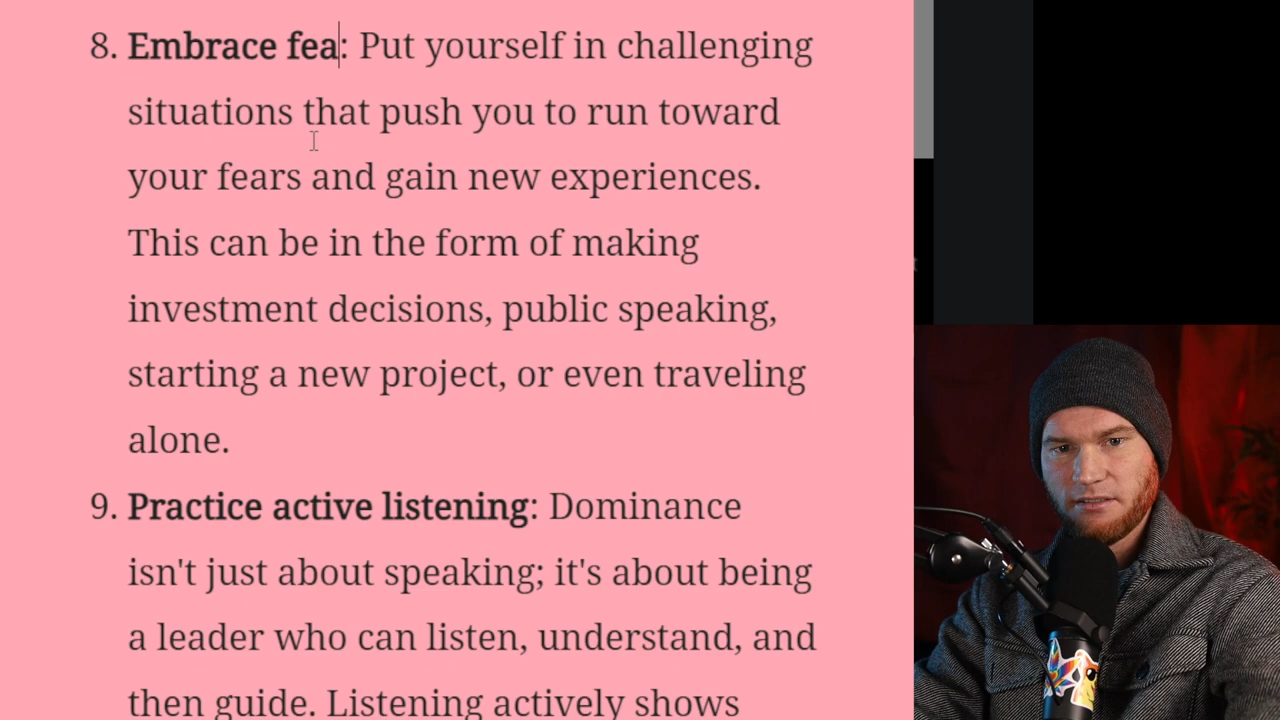 8. Embrace fea: Put yourself in challenging
situations that push you to run toward
your fears and gain new experiences.
This can be in the form of making
investment decisions, public speaking,
starting a new project, or even traveling
alone.
9. Practice active listening: Dominance
isn't just about speaking; it's about being
a leader who can listen, understand, and
then guide. Listening actively shows